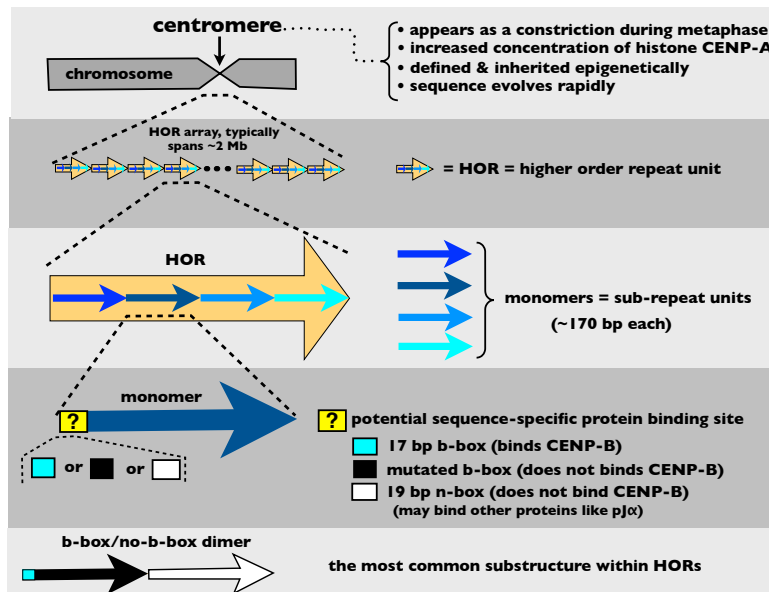 centromere
• appears as a constriction during metaphase
• increased concentration of histone CENP-A
• defined & inherited epigenetically
• sequence evolves rapidly
chromosome
HOR array, typically
spans ~2 Mb
= HOR = higher order repeat unit
HOR
monomers = sub-repeat units
(~170 bp each)
monomer
?
? potential sequence-specific protein binding site
17 bp b-box (binds CENP-B)
or or
mutated b-box (does not binds CENP-B)
19 bp n-box (does not bind CENP-B)
(may bind other proteins like pJα)
b-box/no-b-box dimer
the most common substructure within HORs